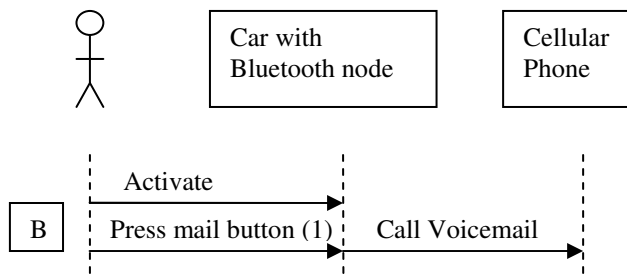 Car with
Bluetooth node
Cellular
Phone
Activate
B
Press mail button (1)
Call Voicemail